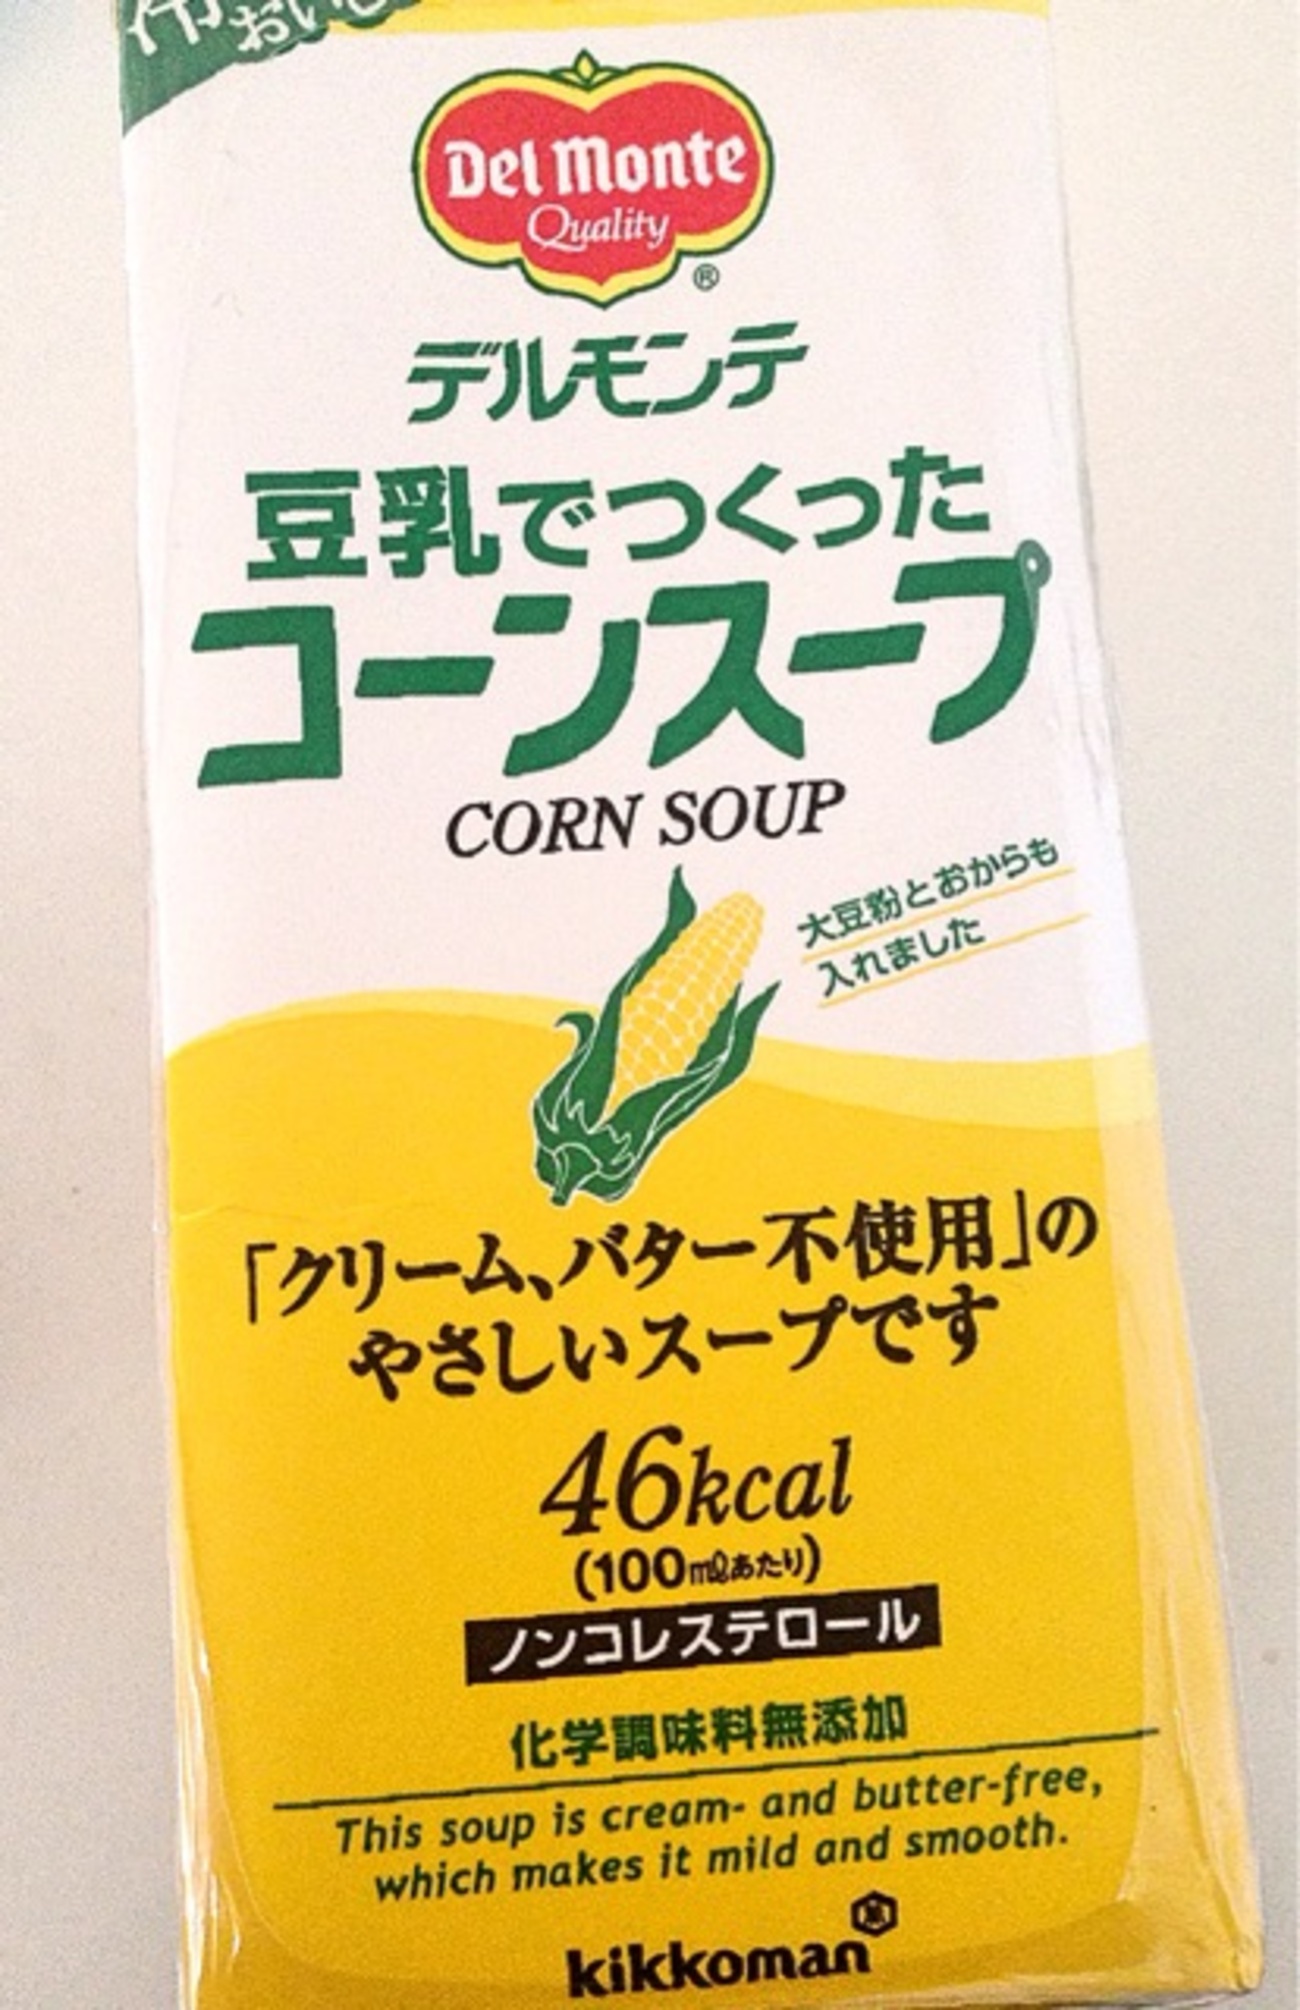 Del Monte
Quality
®
デルモンテ
豆乳でつくった
コーンスープ
CORN SOUP
大豆粉とおからも
入れました
「クリーム、バター不使用」の
やさしいスープです
46kcal
(100mlあたり)
ノンコレステロール
化学調味料無添加
This soup is cream- and butter-free,
which makes it mild and smooth.
kikkoman